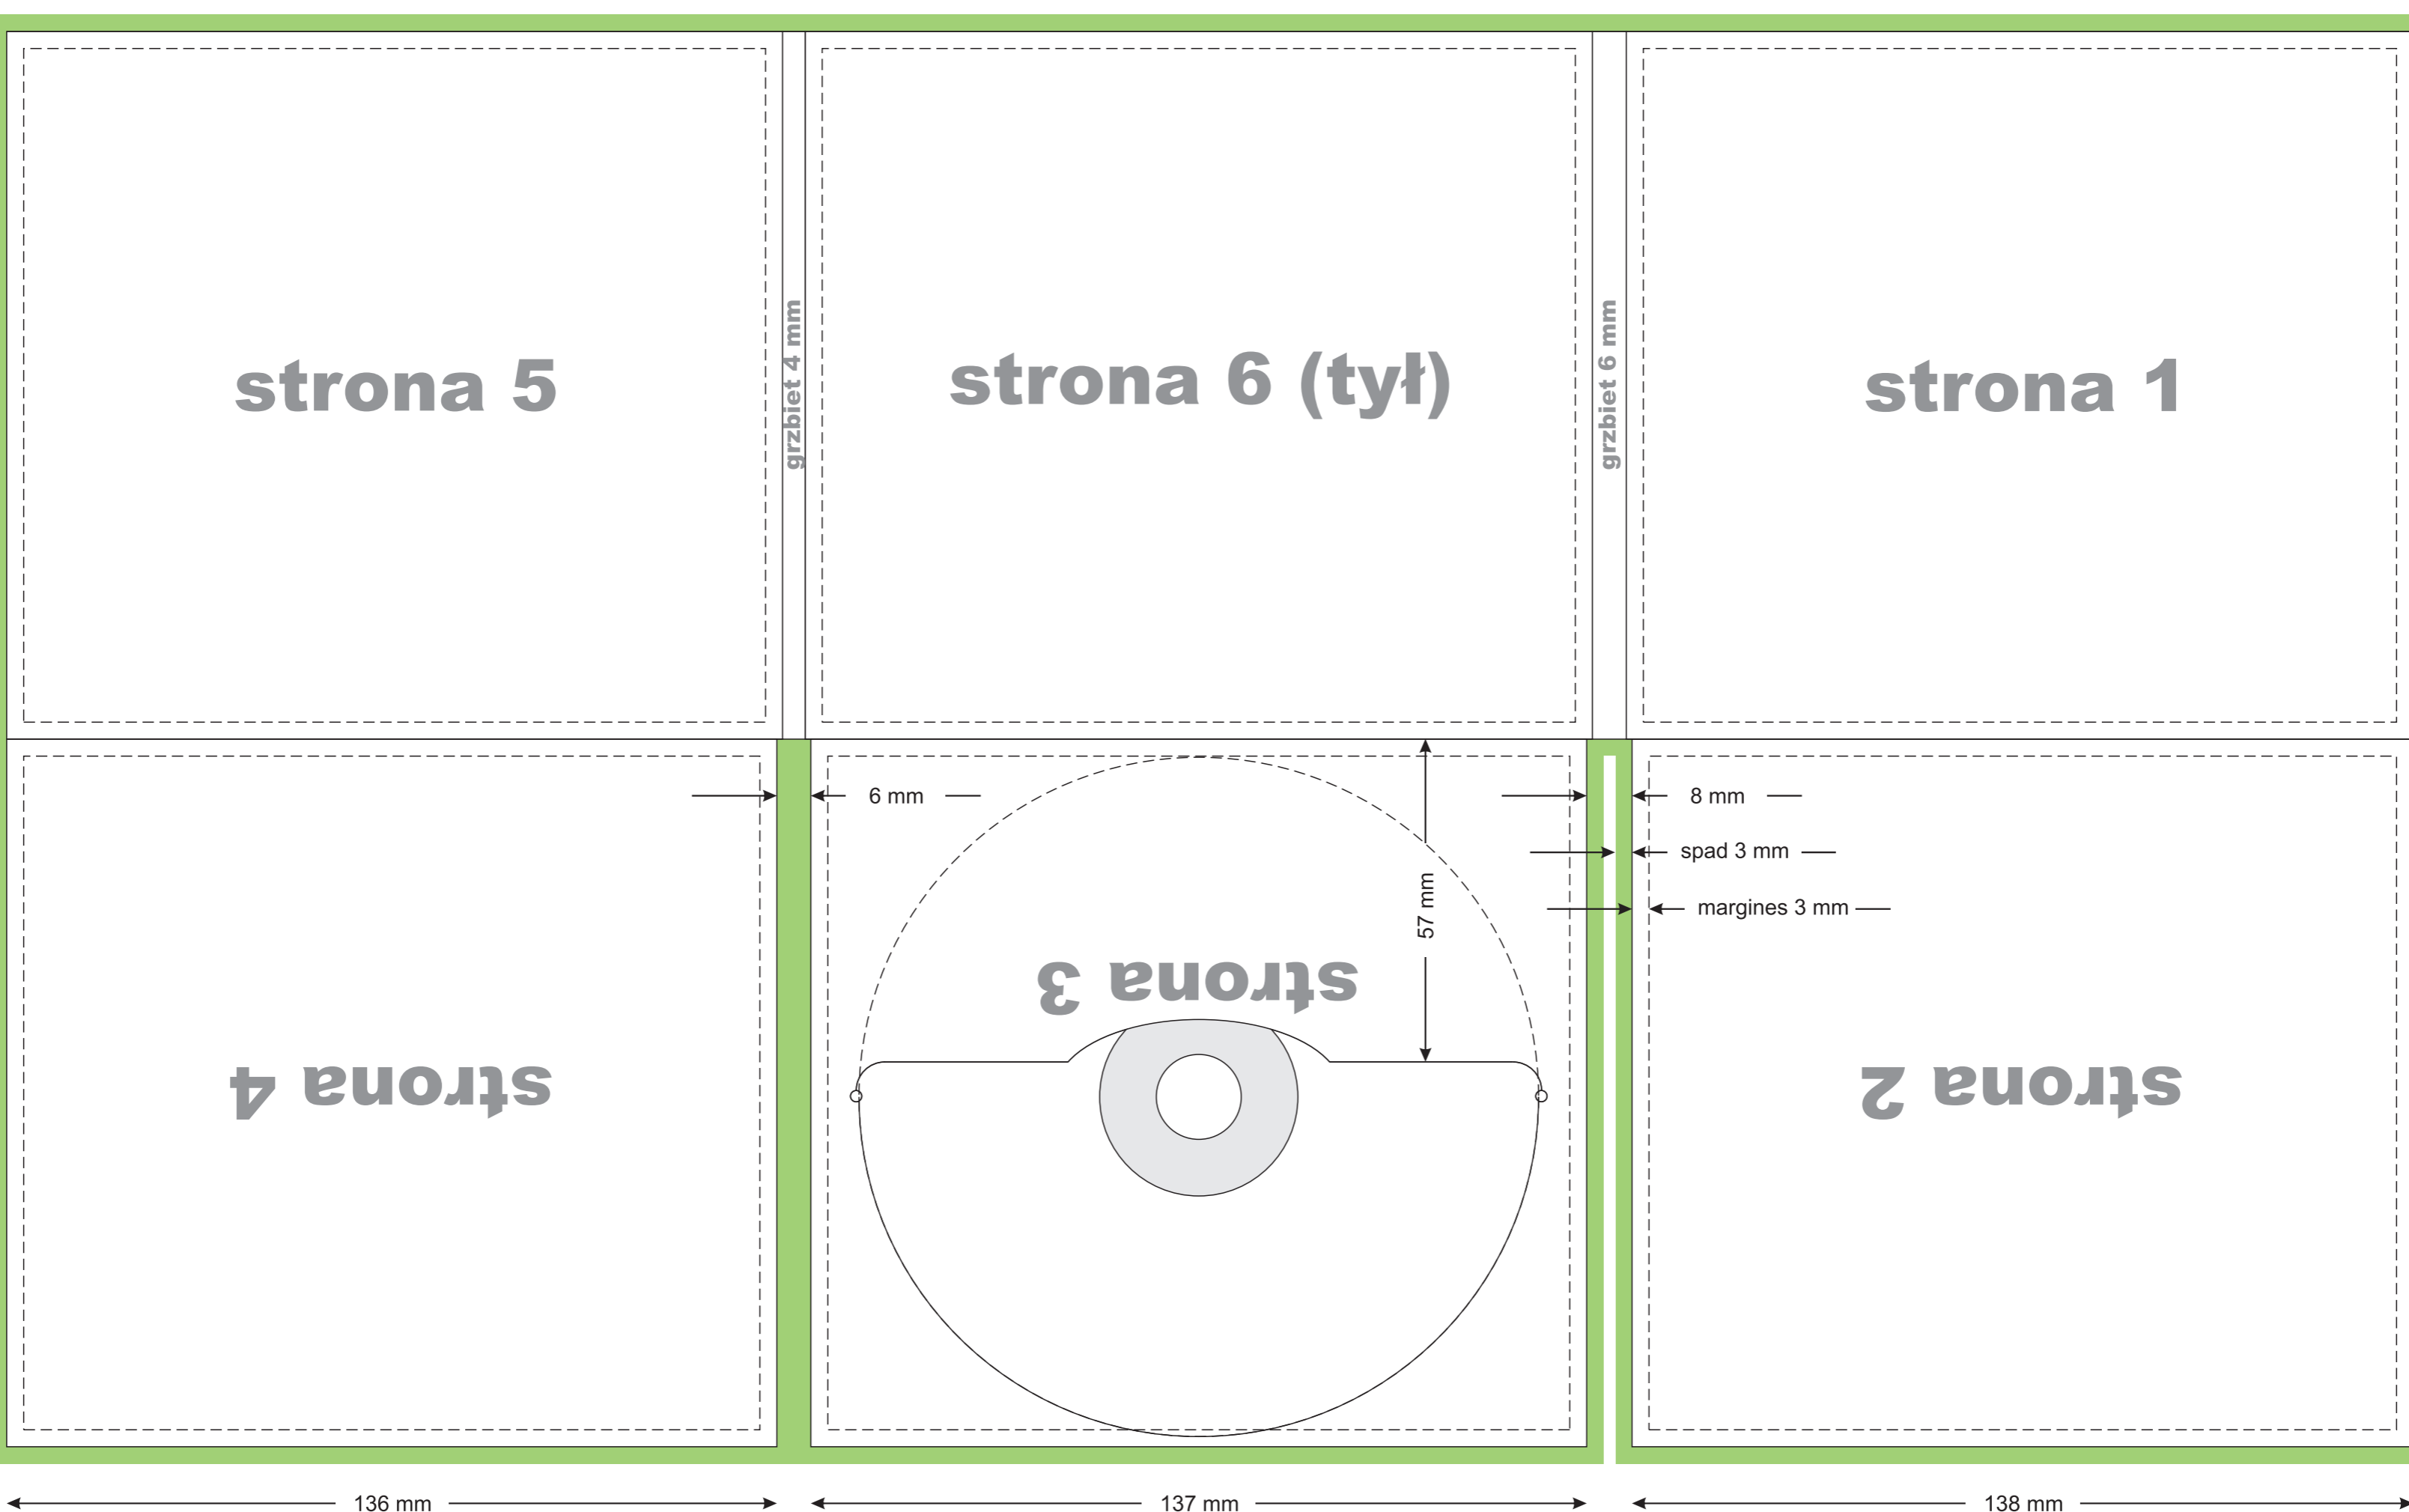 strona 5
grzbiet 4 mm
strona 6 (tył)
grzbiet 6 mm
strona 1
6 mm
8 mm
spad 3 mm
margines 3 mm
57 mm
strona 3
strona 4
strona 2
136 mm
137 mm
138 mm